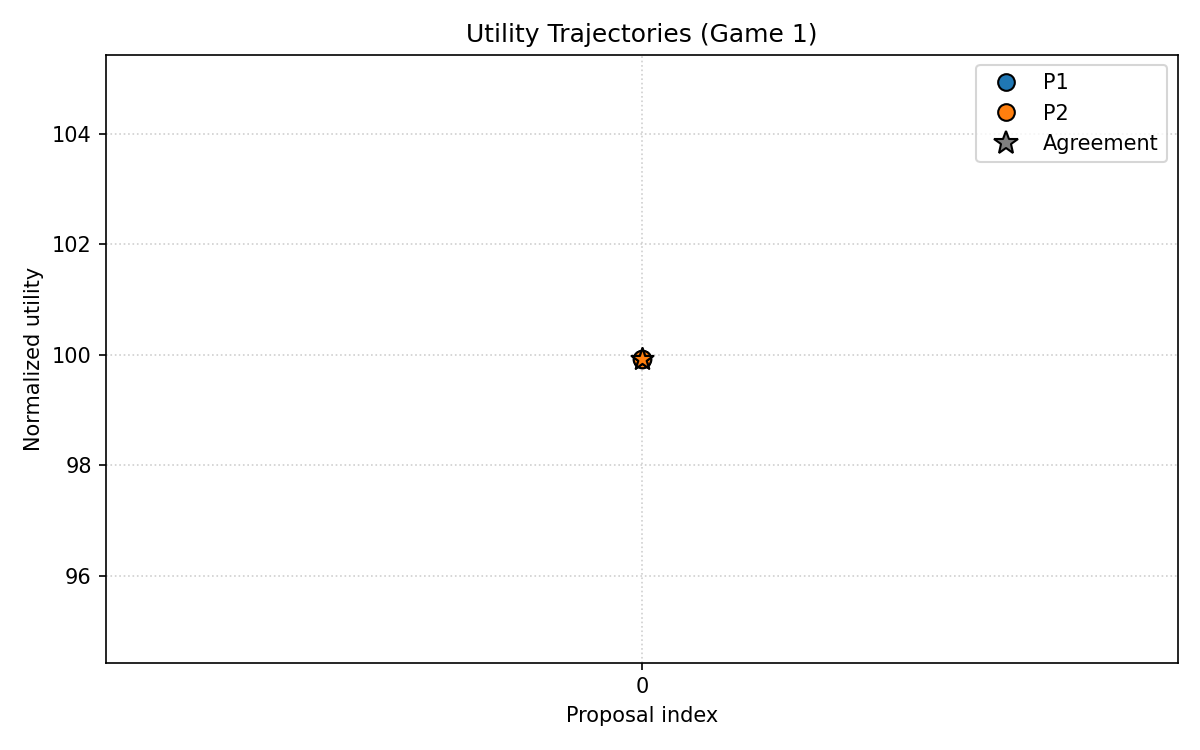 Utility Trajectories (Game 1)
P1
P2
Agreement
104
102
100
98
96
Normalized utility
0
Proposal index